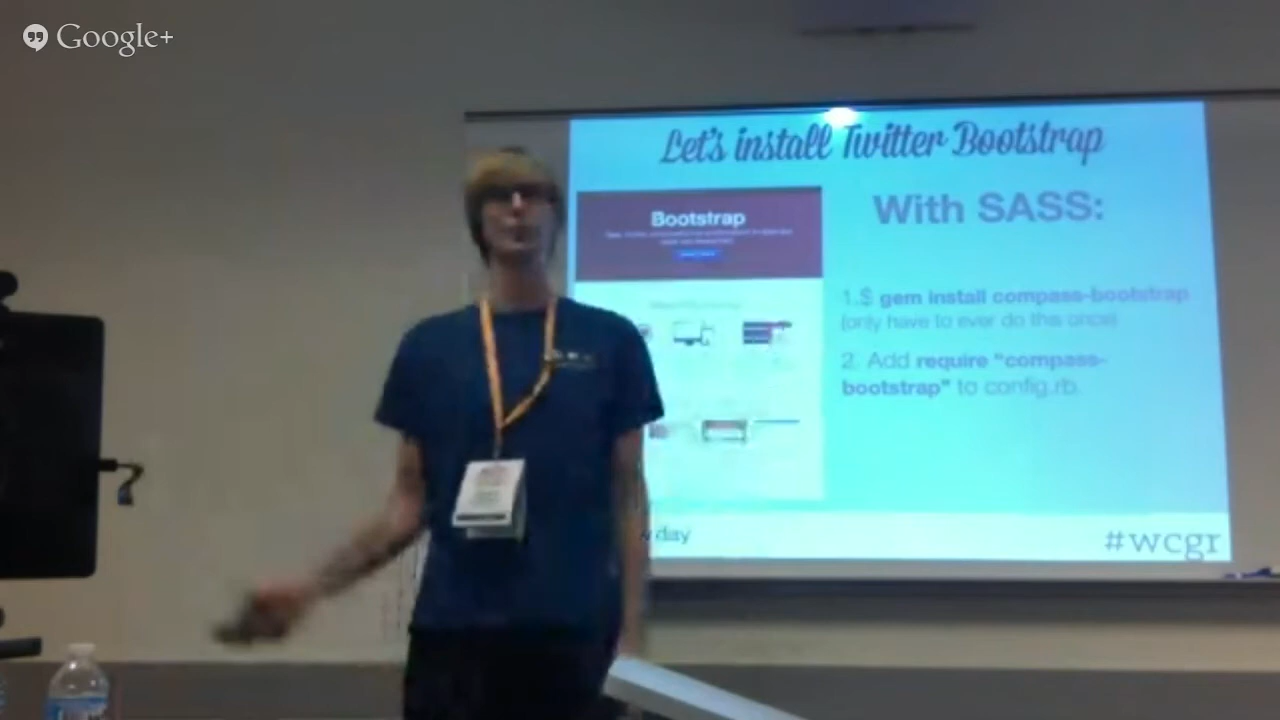 Google+
Let's install Twitter Bootstrap
Bootstrap
With SASS:
1.$ gem install compass-bootstrap
(only have to ever do this once)
2. Add require "compass-
bootstrap" to config.rb.
day
#wcgr